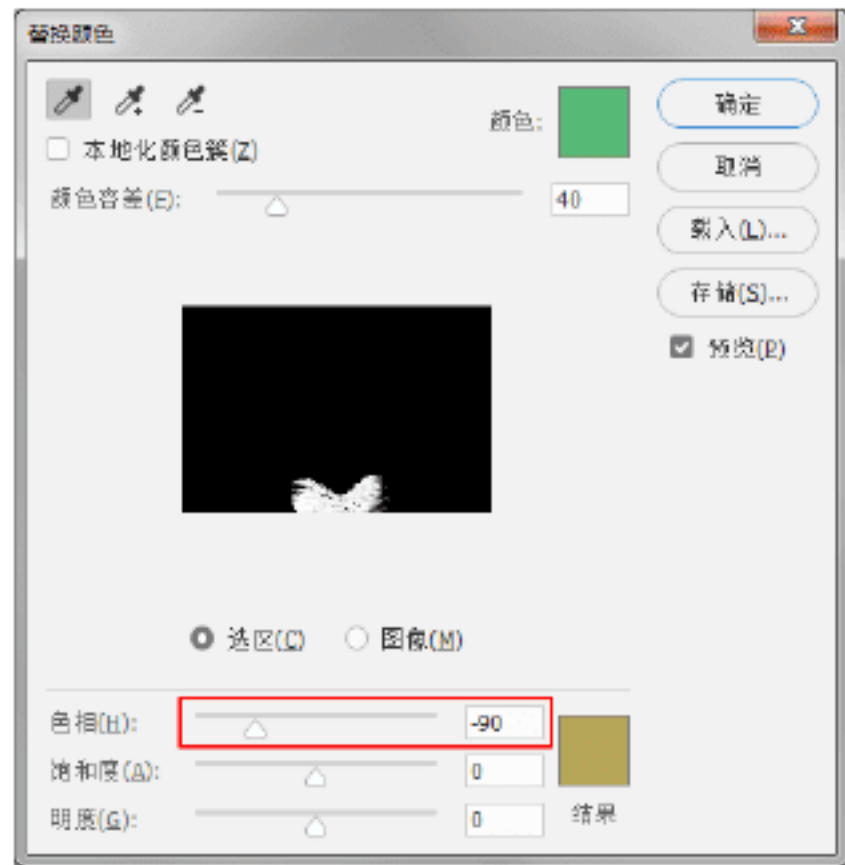 替换颜色
颜色:
确定
本地化颜色簇(Z)
取消
颜色容差(E):
40
载入(L)...
存储(S)...
预览(P)
选区(C)
图像(M)
色相(H):
-90
饱和度(A):
0
明度(G):
0
结果